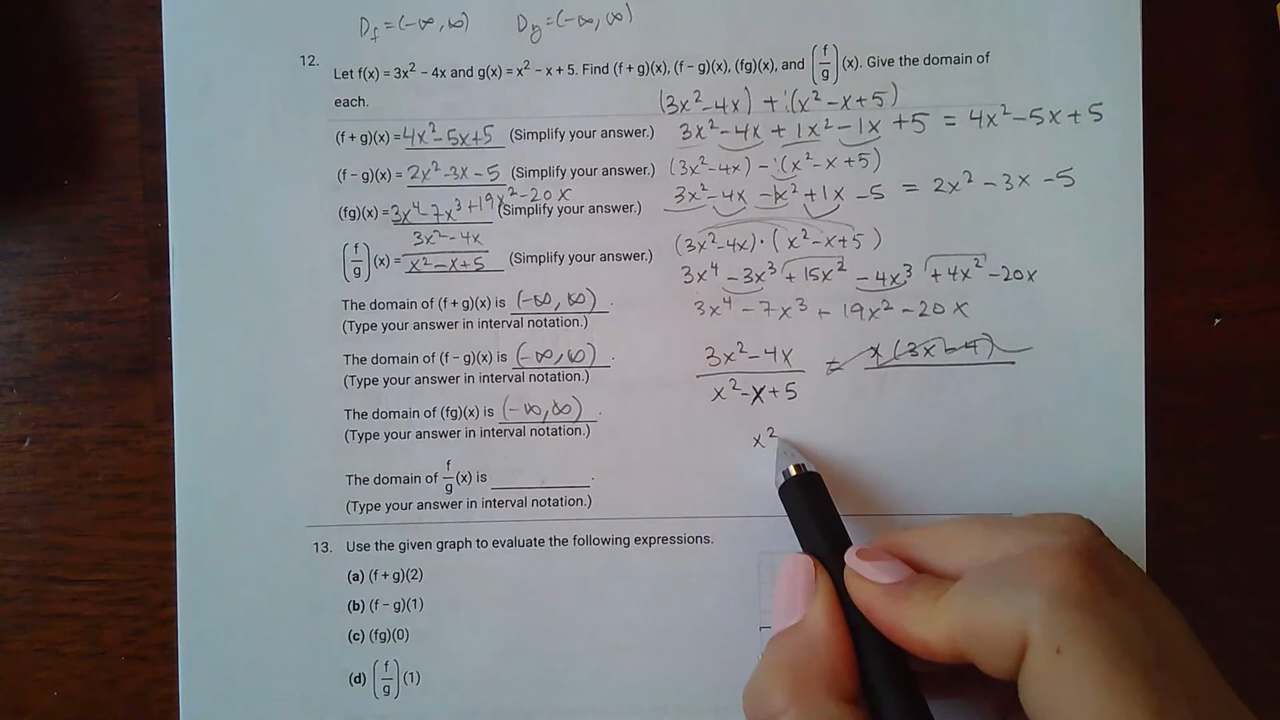 D_f = (-∞, ∞) D_g = (-∞, ∞)
12. Let f(x) = 3x² − 4x and g(x) = x² − x + 5. Find (f + g)(x), (f − g)(x), (fg)(x), and (f/g)(x). Give the domain of
each.
(3x²-4x) + 1(x²-x+5)
(f + g)(x) = 4x²-5x+5 (Simplify your answer.) 3x²-4x + 1x² - 1x + 5 = 4x² - 5x + 5
(f − g)(x) = 2x²-3x-5 (Simplify your answer.) (3x²-4x) - 1(x²-x+5)
3x²-4x -1x² +1x -5 = 2x² - 3x - 5
(fg)(x) = 3x⁴-7x³+19x²-20x (Simplify your answer.)
(f/g)(x) = (3x²-4x)/(x²-x+5) (Simplify your answer.) (3x²-4x)·(x²-x+5)
3x⁴ - 3x³ + 15x² - 4x³ + 4x² - 20x
The domain of (f + g)(x) is (-∞, ∞). 3x⁴ - 7x³ + 19x² - 20x
(Type your answer in interval notation.)
The domain of (f − g)(x) is (-∞, ∞). (3x²-4x)/(x²-x+5) = x(3x-4)
(Type your answer in interval notation.)
The domain of (fg)(x) is (-∞, ∞).
(Type your answer in interval notation.) x²
The domain of f/g (x) is ________.
(Type your answer in interval notation.)
13. Use the given graph to evaluate the following expressions.
(a) (f + g)(2)
(b) (f − g)(1)
(c) (fg)(0)
(d) (f/g)(1)